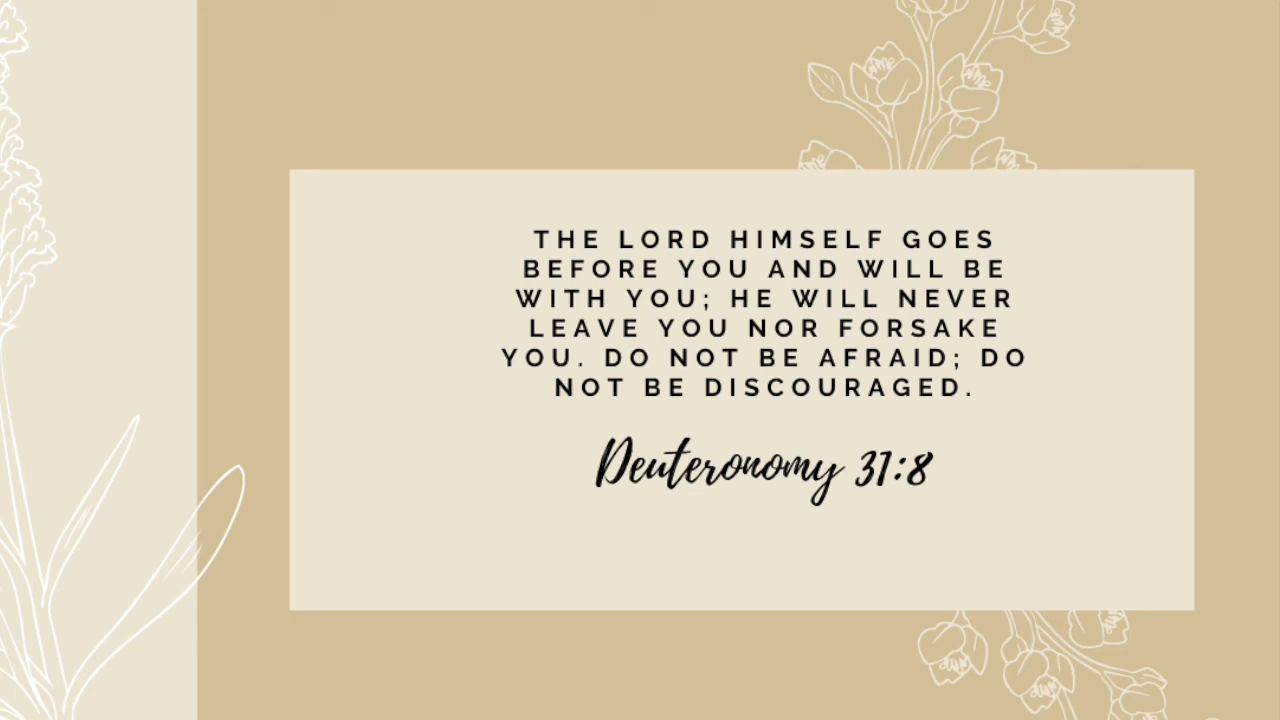 THE LORD HIMSELF GOES
BEFORE YOU AND WILL BE
WITH YOU; HE WILL NEVER
LEAVE YOU NOR FORSAKE
YOU. DO NOT BE AFRAID; DO
NOT BE DISCOURAGED.
Deuteronomy 31:8